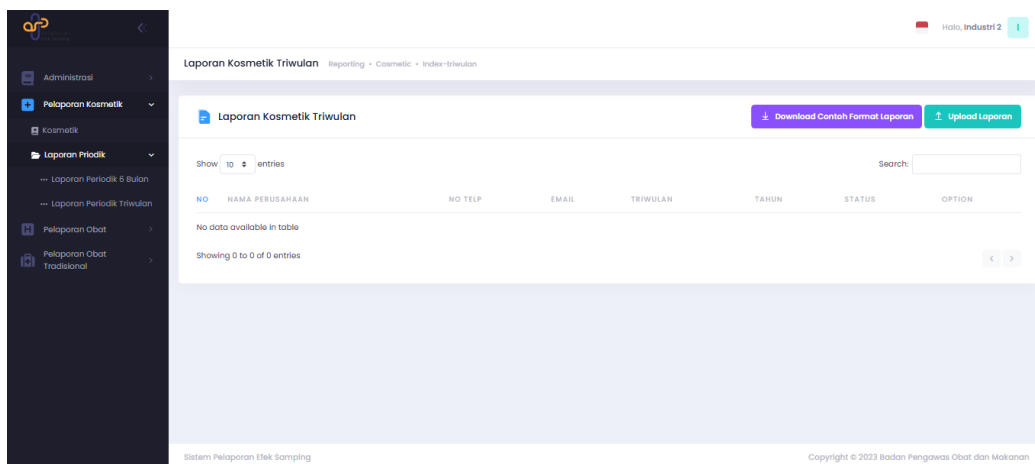 Halo, Industri 2 I
Laporan Kosmetik Triwulan Reporting • Cosmetic • Index-triwulan
Administrasi
Pelaporan Kosmetik
Kosmetik
Laporan Priodik
Laporan Periodik 6 Bulan
Laporan Periodik Triwulan
Pelaporan Obat
Pelaporan Obat
Tradisional
Laporan Kosmetik Triwulan
Download Contoh Format Laporan
Upload Laporan
Show 10 entries
Search:
NO NAMA PERUSAHAAN NO TELP EMAIL TRIWULAN TAHUN STATUS OPTION
No data available in table
Showing 0 to 0 of 0 entries
Sistem Pelaporan Efek Samping
Copyright © 2023 Badan Pengawas Obat dan Makanan